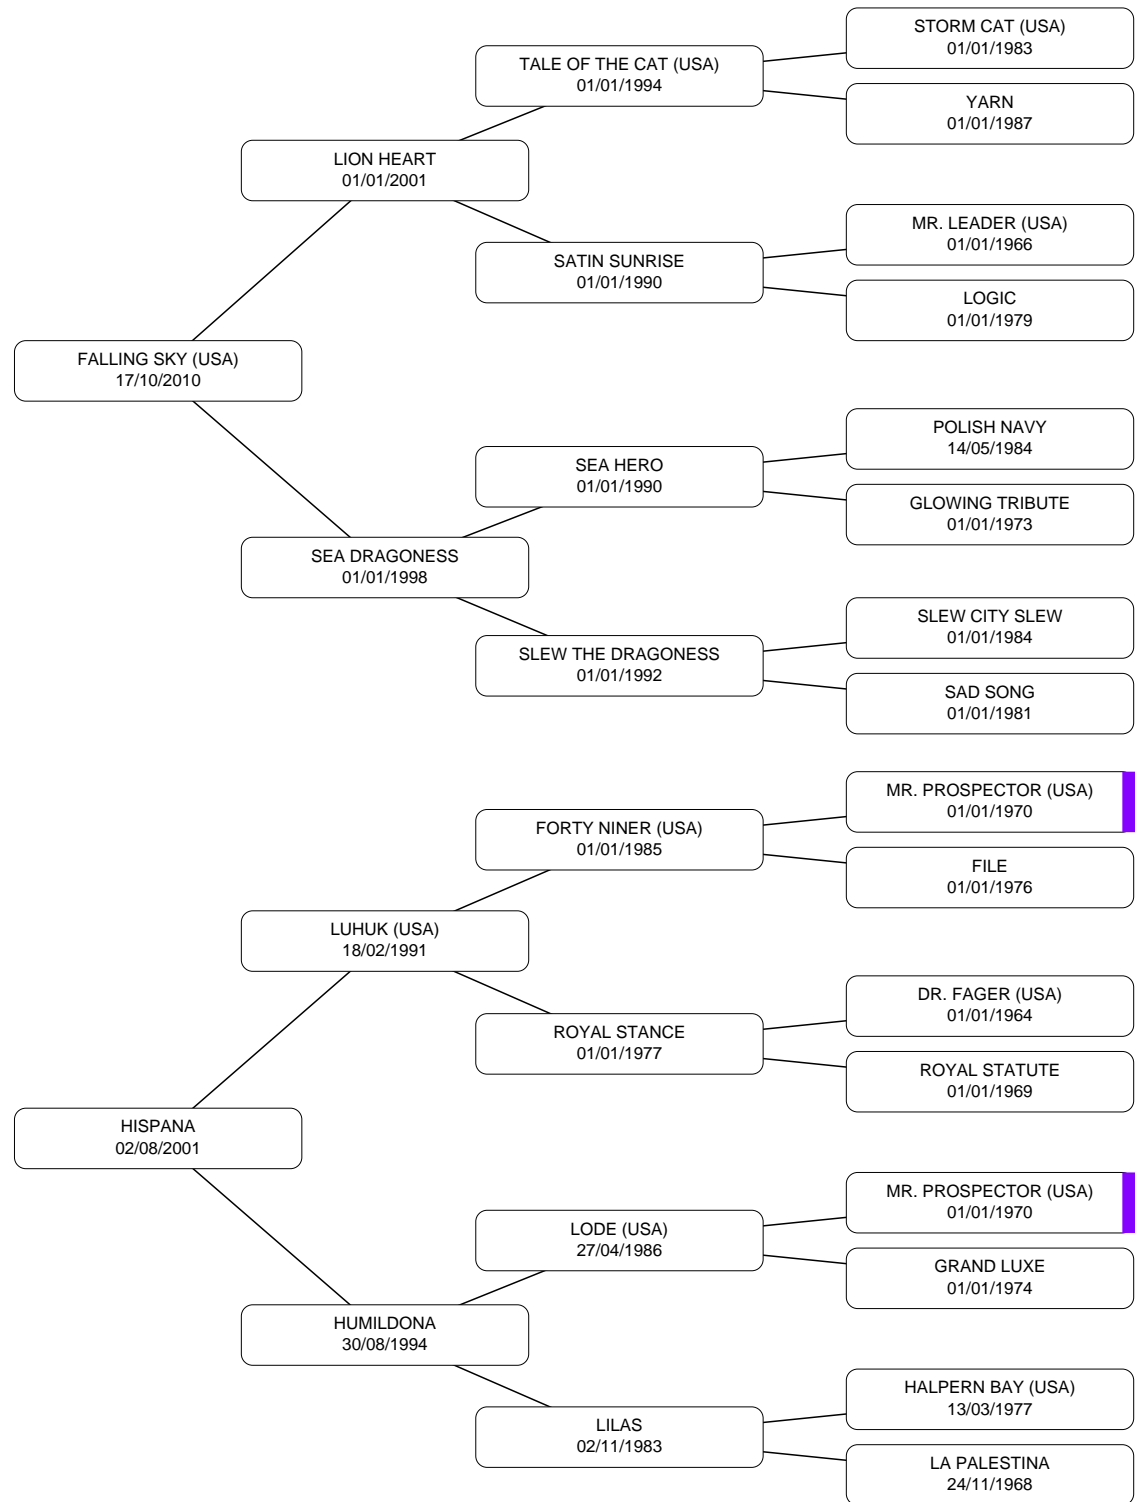 STORM CAT (USA)
01/01/1983
TALE OF THE CAT (USA)
01/01/1994
YARN
01/01/1987
LION HEART
01/01/2001
MR. LEADER (USA)
01/01/1966
SATIN SUNRISE
01/01/1990
LOGIC
01/01/1979
FALLING SKY (USA)
17/10/2010
POLISH NAVY
14/05/1984
SEA HERO
01/01/1990
GLOWING TRIBUTE
01/01/1973
SEA DRAGONESS
01/01/1998
SLEW CITY SLEW
01/01/1984
SLEW THE DRAGONESS
01/01/1992
SAD SONG
01/01/1981
MR. PROSPECTOR (USA)
01/01/1970
FORTY NINER (USA)
01/01/1985
FILE
01/01/1976
LUHUK (USA)
18/02/1991
DR. FAGER (USA)
01/01/1964
ROYAL STANCE
01/01/1977
ROYAL STATUTE
01/01/1969
HISPANA
02/08/2001
MR. PROSPECTOR (USA)
01/01/1970
LODE (USA)
27/04/1986
GRAND LUXE
01/01/1974
HUMILDONA
30/08/1994
HALPERN BAY (USA)
13/03/1977
LILAS
02/11/1983
LA PALESTINA
24/11/1968